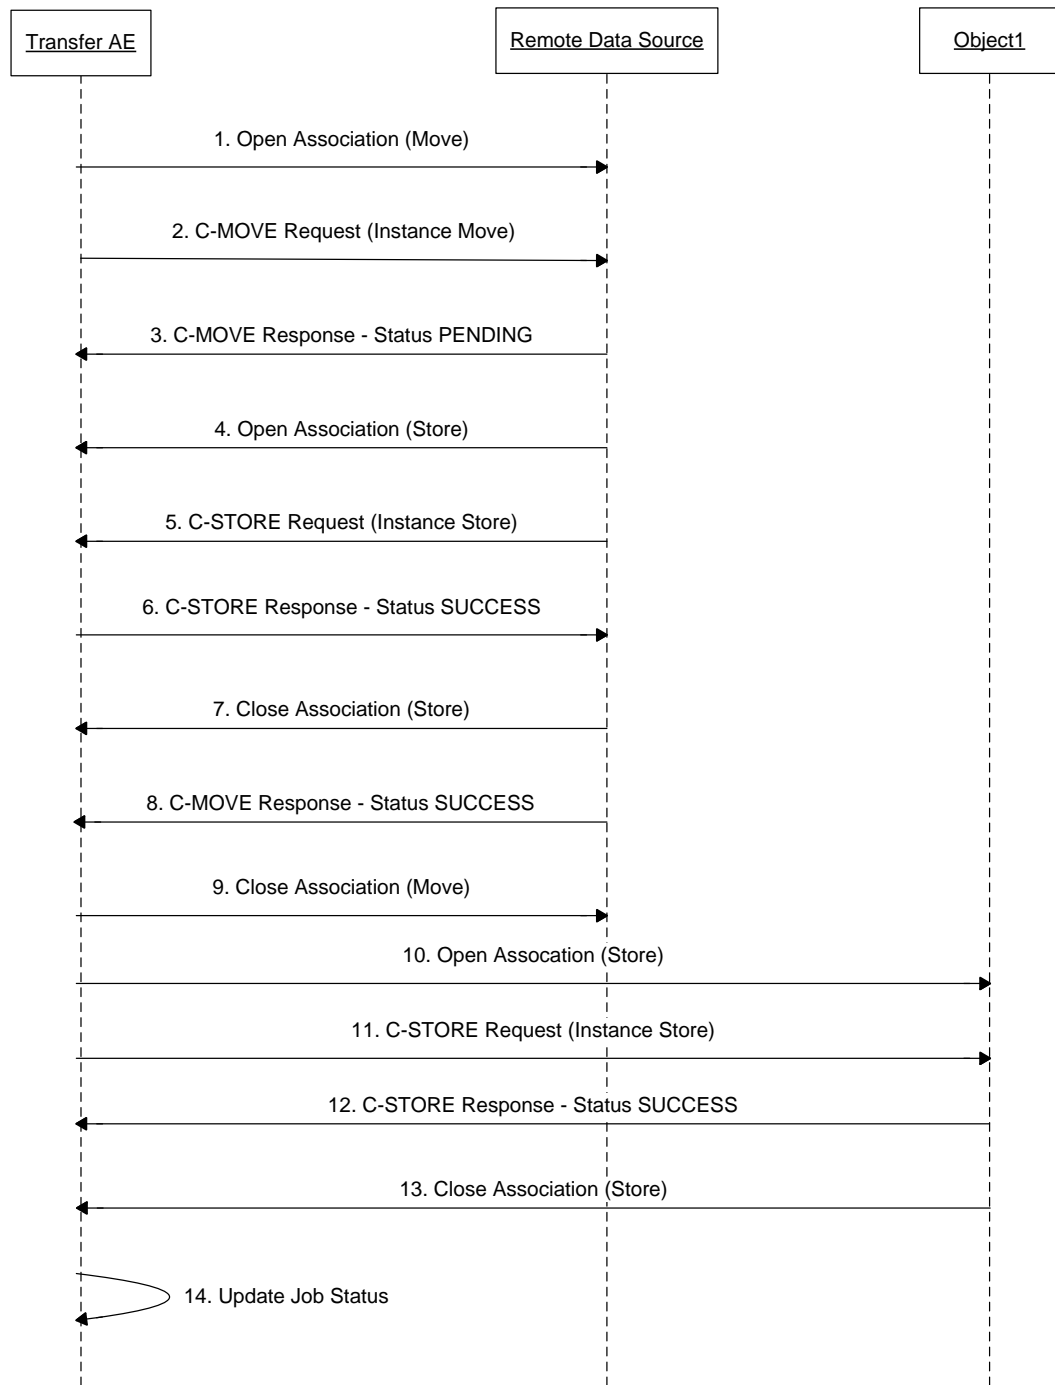 Transfer AE
Remote Data Source
Object1
1. Open Association (Move)
2. C-MOVE Request (Instance Move)
3. C-MOVE Response - Status PENDING
4. Open Association (Store)
5. C-STORE Request (Instance Store)
6. C-STORE Response - Status SUCCESS
7. Close Association (Store)
8. C-MOVE Response - Status SUCCESS
9. Close Association (Move)
10. Open Assocation (Store)
11. C-STORE Request (Instance Store)
12. C-STORE Response - Status SUCCESS
13. Close Association (Store)
14. Update Job Status